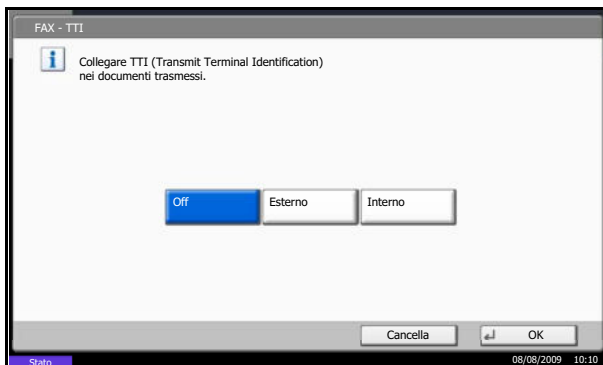 FAX - TTI
Collegare TTI (Transmit Terminal Identification)
nei documenti trasmessi.
Off Esterno Interno
Cancella OK
Stato 08/08/2009 10:10